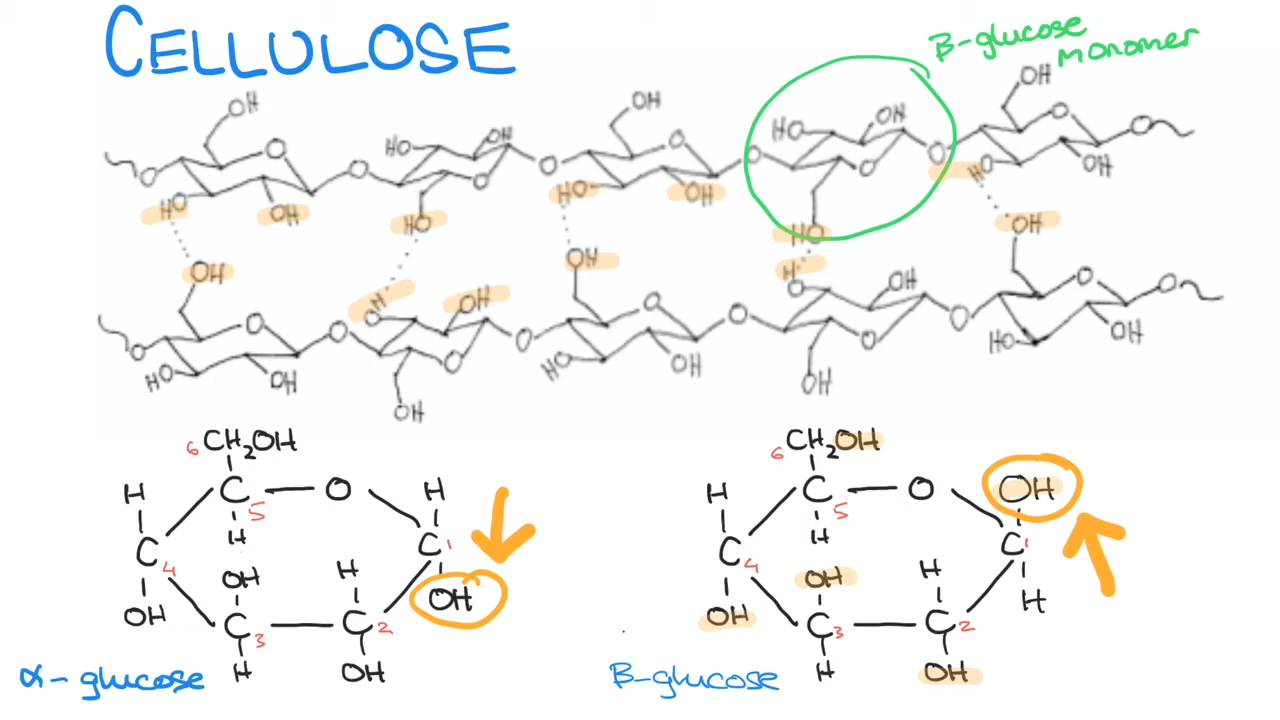 CELLULOSE
β-glucose
monomer
OH OH OH
HO OH HO OH
O O O O O O
O O O O O
HO OH HO OH HO OH
HO HO OH
OH OH H
H O OH O OH
O O O O O
O O O O O O
HO OH HO OH HO OH
OH OH
6 CH2OH 6 CH2OH
H C O H H C O OH
5 5
H H
C 4 C 1 C 4 C 1
OH H OH H
OH OH OH H
C 3 C 2 C 3 C 2
H OH H OH
α-glucose β-glucose